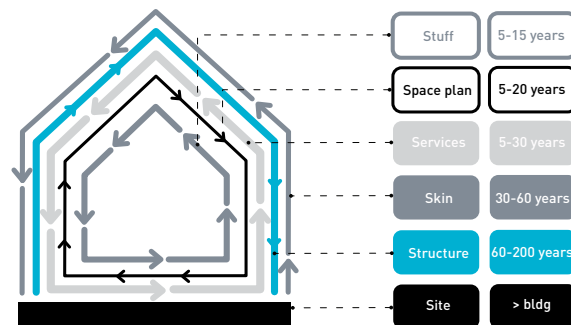 Stuff 5-15 years
Space plan 5-20 years
Services 5-30 years
Skin 30-60 years
Structure 60-200 years
Site > bldg